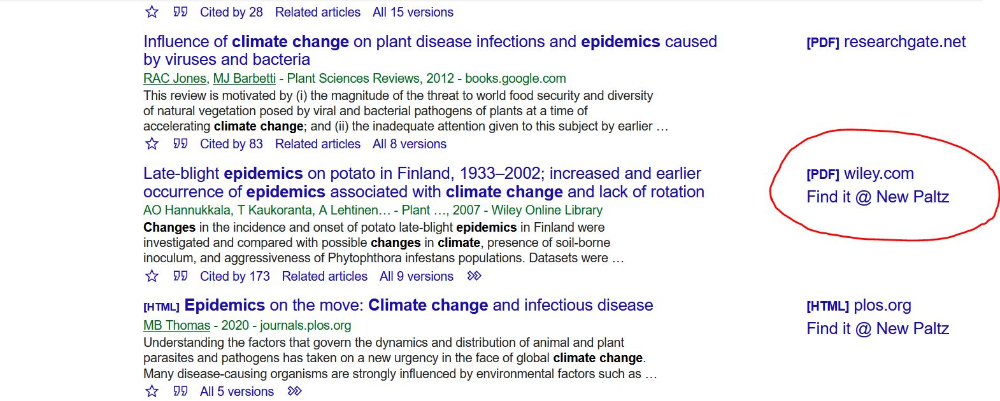 Cited by 28 Related articles All 15 versions
Influence of climate change on plant disease infections and epidemics caused
by viruses and bacteria
[PDF] researchgate.net
RAC Jones, MJ Barbetti - Plant Sciences Reviews, 2012 - books.google.com
This review is motivated by (i) the magnitude of the threat to world food security and diversity
of natural vegetation posed by viral and bacterial pathogens of plants at a time of
accelerating climate change; and (ii) the inadequate attention given to this subject by earlier …
Cited by 83 Related articles All 8 versions
Late-blight epidemics on potato in Finland, 1933–2002; increased and earlier
occurrence of epidemics associated with climate change and lack of rotation
[PDF] wiley.com
Find it @ New Paltz
AO Hannukkala, T Kaukoranta, A Lehtinen… - Plant …, 2007 - Wiley Online Library
Changes in the incidence and onset of potato late-blight epidemics in Finland were
investigated and compared with possible changes in climate, presence of soil-borne
inoculum, and aggressiveness of Phytophthora infestans populations. Datasets were …
Cited by 173 Related articles All 9 versions
[HTML] Epidemics on the move: Climate change and infectious disease
[HTML] plos.org
Find it @ New Paltz
MB Thomas - 2020 - journals.plos.org
Understanding the factors that govern the dynamics and distribution of animal and plant
parasites and pathogens has taken on a new urgency in the face of global climate change.
Many disease-causing organisms are strongly influenced by environmental factors such as …
All 5 versions